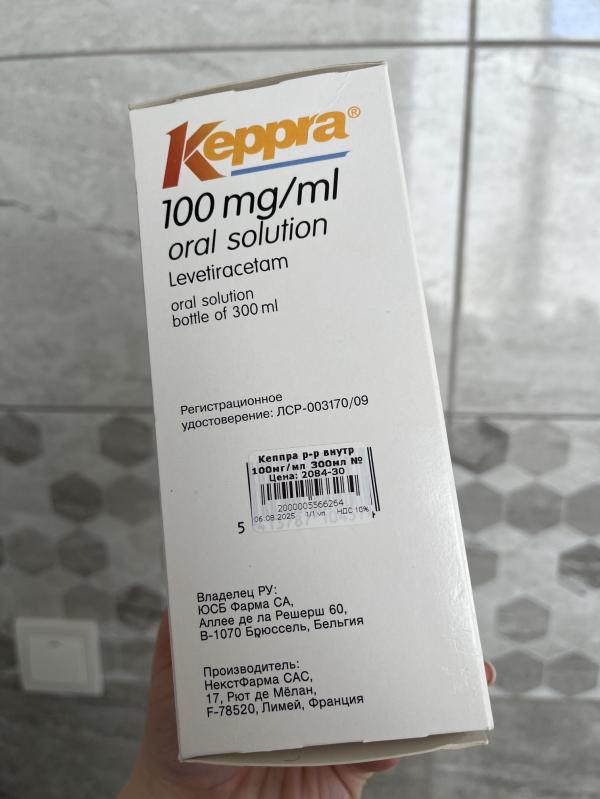 Keppra®
100 mg/ml
oral solution
Levetiracetam
oral solution
bottle of 300 ml
Регистрационное
удостоверение: ЛСР-003170/09
Кеппра р-р внутр
100мг/мл 300мл №
Цена: 2084-30
2000005566264
06.08.2025 1/1 уп. НДС 10%
5
Владелец РУ:
ЮСБ Фарма СА,
Аллее де ла Решерш 60,
В-1070 Брюссель, Бельгия
Производитель:
НекстФарма САС,
17, Рют де Мёлан,
F-78520, Лимей, Франция